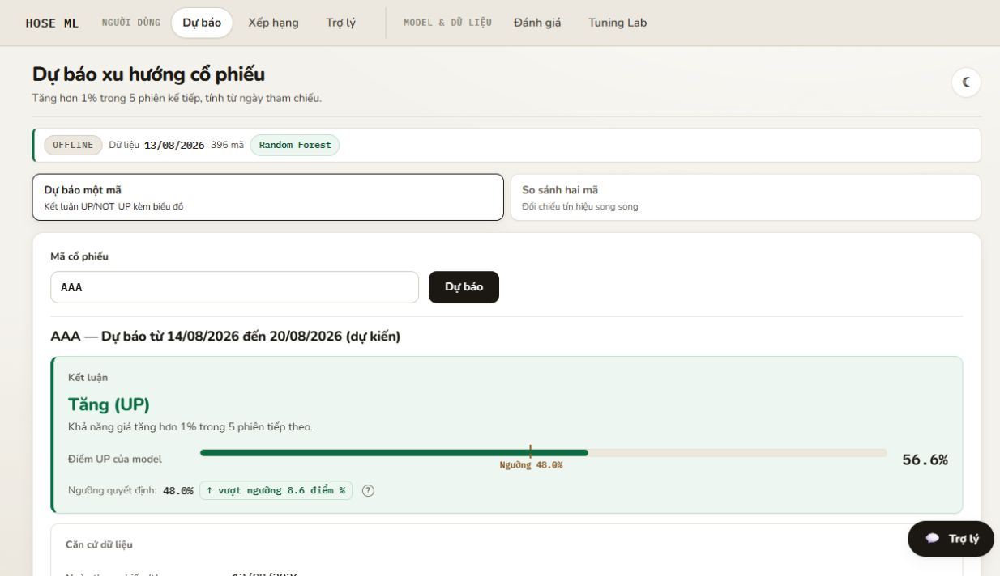 HOSE ML NGƯỜI DÙNG Dự báo Xếp hạng Trợ lý MODEL & DỮ LIỆU Đánh giá Tuning Lab
Dự báo xu hướng cổ phiếu
Tăng hơn 1% trong 5 phiên kế tiếp, tính từ ngày tham chiếu.
OFFLINE Dữ liệu 13/08/2026 396 mã Random Forest
Dự báo một mã
Kết luận UP/NOT_UP kèm biểu đồ
So sánh hai mã
Đối chiếu tín hiệu song song
Mã cổ phiếu
AAA
Dự báo
AAA — Dự báo từ 14/08/2026 đến 20/08/2026 (dự kiến)
Kết luận
Tăng (UP)
Khả năng giá tăng hơn 1% trong 5 phiên tiếp theo.
Điểm UP của model
Ngưỡng 48.0%
56.6%
Ngưỡng quyết định: 48.0% ↑ vượt ngưỡng 8.6 điểm % ?
Căn cứ dữ liệu
Trợ lý
13/08/2026